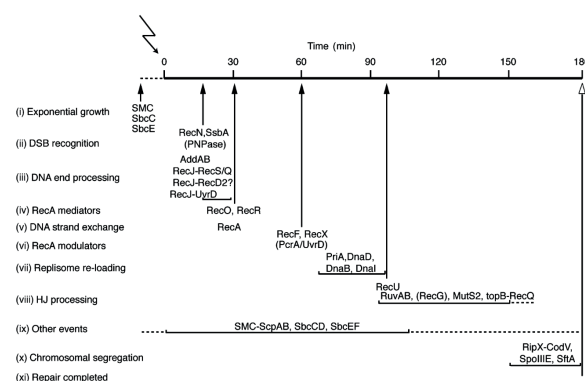 Time (min)
0 30 60 90 120 150 180
(i) Exponential growth
SMC
SbcC
SbcE
(ii) DSB recognition
RecN,SsbA
(PNPase)
(iii) DNA end processing
AddAB
RecJ-RecS/Q
RecJ-RecD2?
RecJ-UvrD
(iv) RecA mediators
RecO, RecR
(v) DNA strand exchange
RecA
(vi) RecA modulators
RecF, RecX
(PcrA/UvrD)
(vii) Replisome re-loading
PriA,DnaD,
DnaB, DnaI
(viii) HJ processing
RecU
RuvAB, (RecG), MutS2, topB-RecQ
(ix) Other events
SMC-ScpAB, SbcCD, SbcEF
(x) Chromosomal segregation
RipX-CodV,
SpoIIIE, SftA
(xi) Repair completed